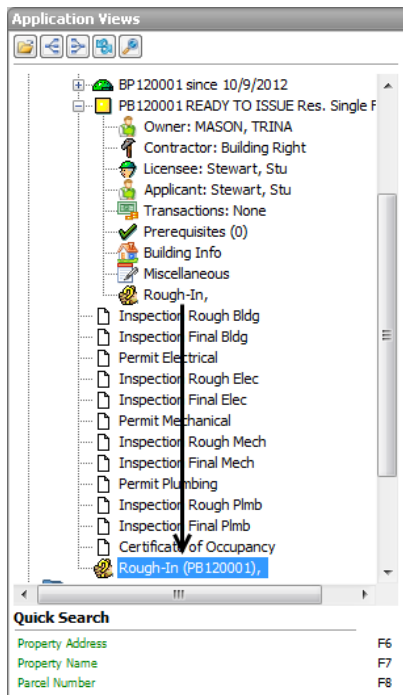 Application Views
BP120001 since 10/9/2012
PB120001 READY TO ISSUE Res. Single F
Owner: MASON, TRINA
Contractor: Building Right
Licensee: Stewart, Stu
Applicant: Stewart, Stu
Transactions: None
Prerequisites (0)
Building Info
Miscellaneous
Rough-In,
Inspection Rough Bldg
Inspection Final Bldg
Permit Electrical
Inspection Rough Elec
Inspection Final Elec
Permit Mechanical
Inspection Rough Mech
Inspection Final Mech
Permit Plumbing
Inspection Rough Plmb
Inspection Final Plmb
Certificate of Occupancy
Rough-In (PB120001),
Quick Search
Property Address F6
Property Name F7
Parcel Number F8